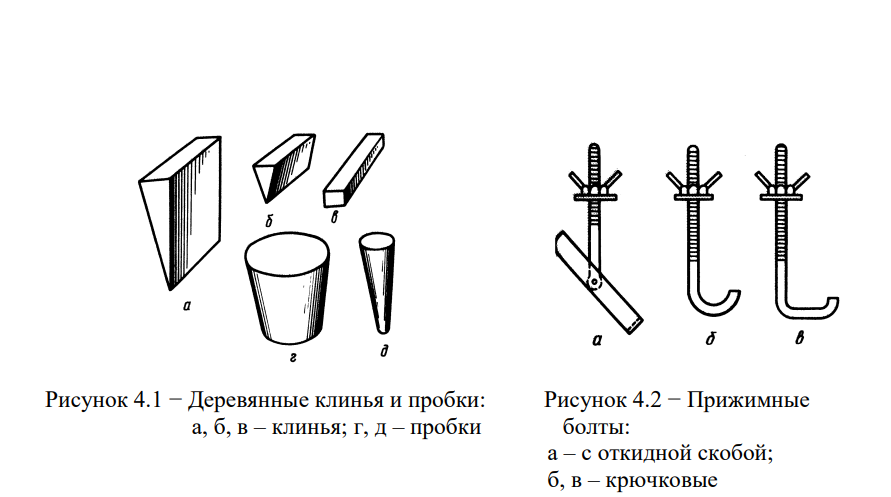 а
б
в
г
д
а
б
в
Рисунок 4.1 − Деревянные клинья и пробки:
а, б, в – клинья; г, д – пробки
Рисунок 4.2 − Прижимные
болты:
а – с откидной скобой;
б, в – крючковые